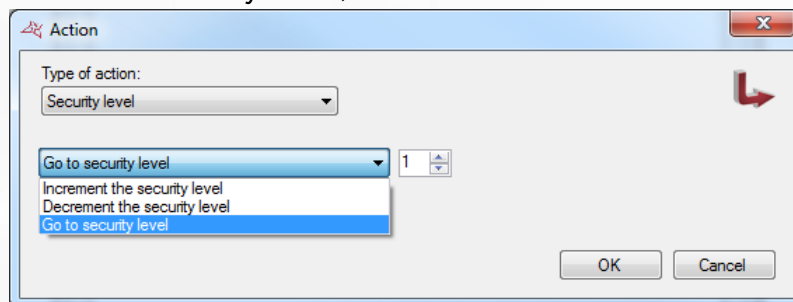 Action
Type of action:
Security level
Go to security level 1
Increment the security level
Decrement the security level
Go to security level
OK Cancel